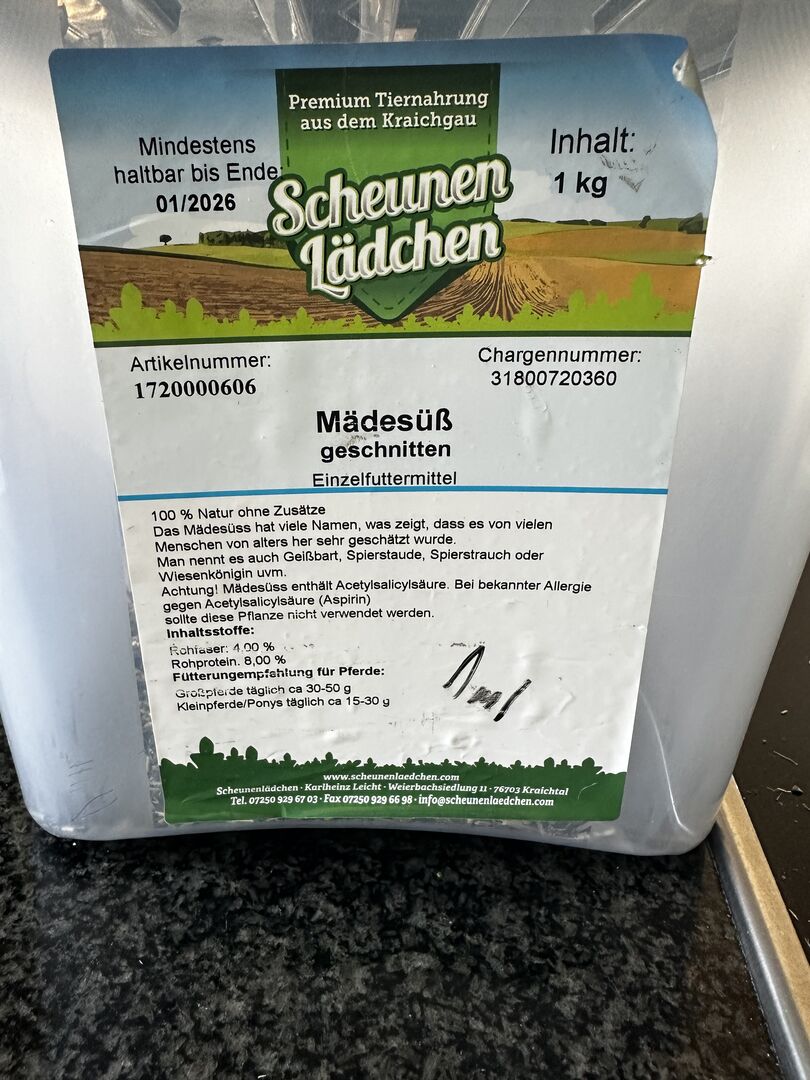 Premium Tiernahrung
aus dem Kraichgau
Mindestens
haltbar bis Ende:
01/2026
Inhalt:
1 kg
Scheunen
Lädchen
Artikelnummer:
1720000606
Chargennummer:
31800720360
Mädesüß
geschnitten
Einzelfuttermittel
100 % Natur ohne Zusätze
Das Mädesüss hat viele Namen, was zeigt, dass es von vielen
Menschen von alters her sehr geschätzt wurde.
Man nennt es auch Geißbart, Spierstaude, Spierstrauch oder
Wiesenkönigin uvm.
Achtung! Mädesüss enthält Acetylsalicylsäure. Bei bekannter Allergie
gegen Acetylsalicylsäure (Aspirin)
sollte diese Pflanze nicht verwendet werden.
Inhaltsstoffe:
Rohfaser: 4.00 %
Rohprotein. 8,00 %
Fütterungempfehlung für Pferde:
Großpferde täglich ca 30-50 g
Kleinpferde/Ponys täglich ca 15-30 g
www.scheunenlaedchen.com
Scheunenlädchen · Karlheinz Leicht · Weierbachsiedlung 11 · 76703 Kraichtal
Tel. 07250 929 67 03 · Fax 07250 929 66 98 · info@scheunenlaedchen.com